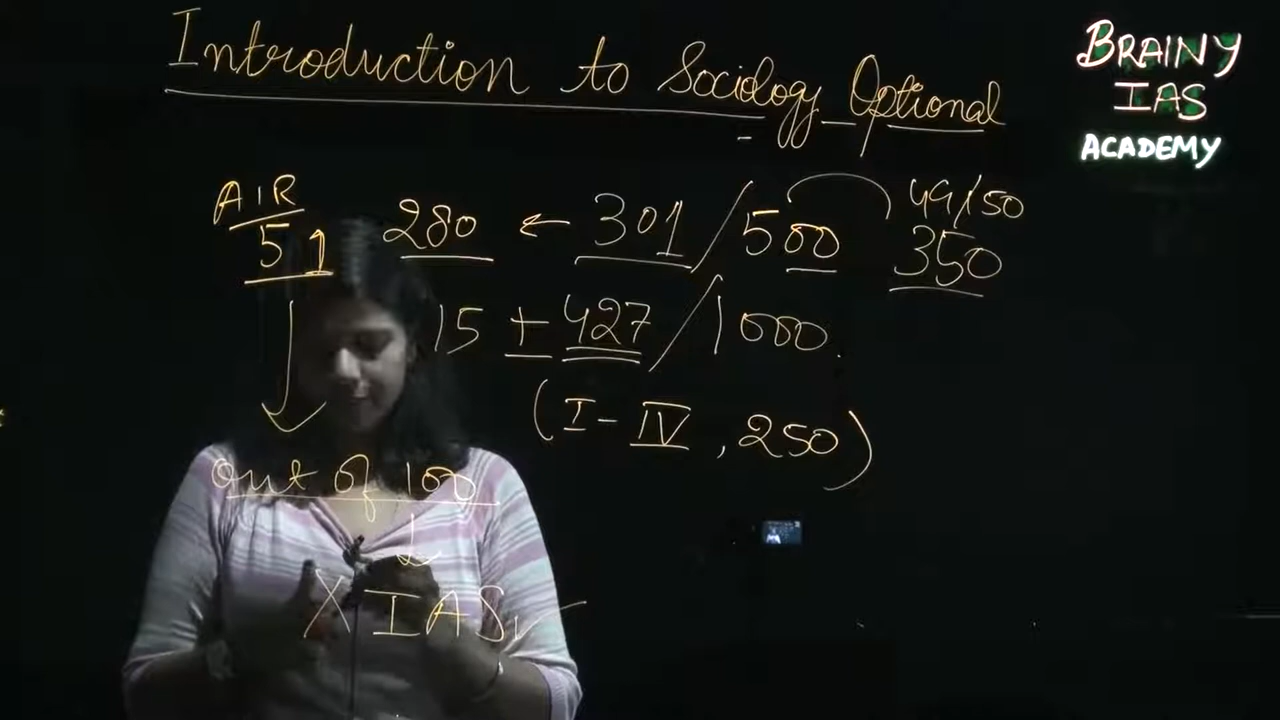 Introduction to Sociology Optional
BRAINY
IAS
ACADEMY
AIR
51
280 ← 301 / 500
49/50
350
15 + 427 / 1000.
(I - IV, 250)
out of 100
X IAS ✓